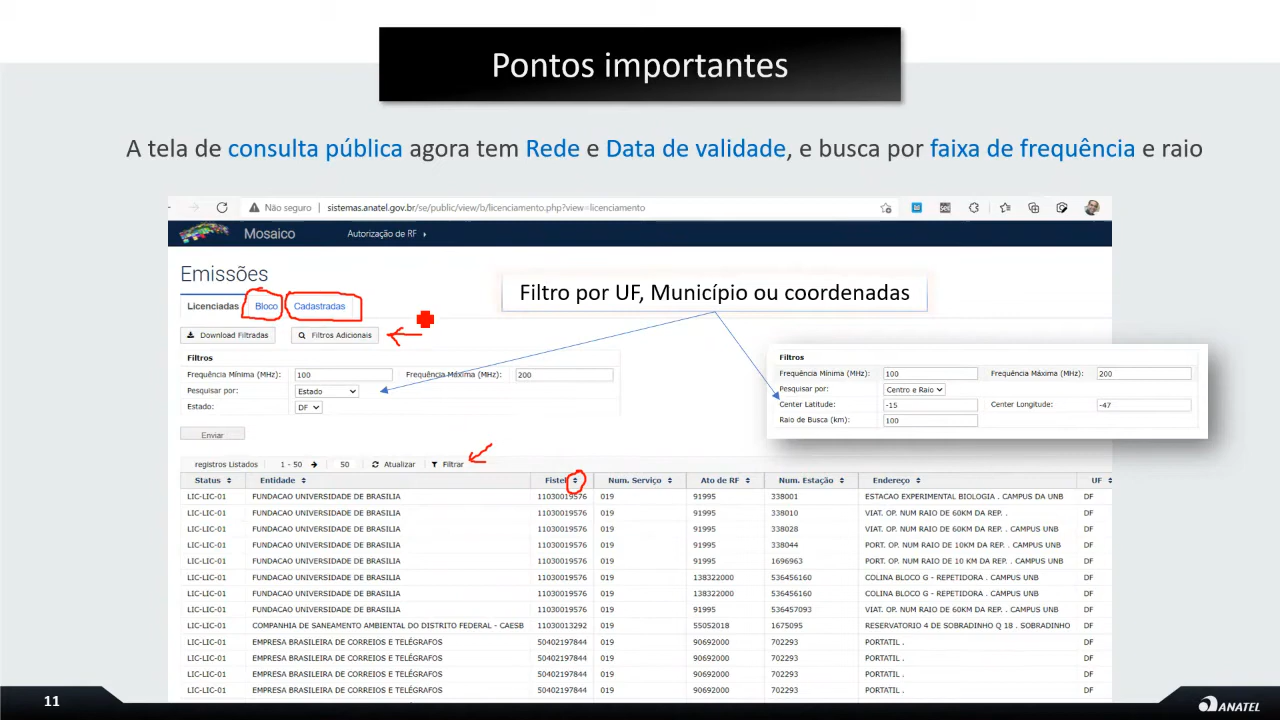 Pontos importantes
A tela de consulta pública agora tem Rede e Data de validade, e busca por faixa de frequência e raio
Não seguro | sistemas.anatel.gov.br/se/public/view/b/licenciamento.php?view=licenciamento
Mosaico Autorização de RF
Emissões
Filtro por UF, Município ou coordenadas
Licenciadas Bloco Cadastradas
Download Filtradas Filtros Adicionais
Filtros
Frequência Mínima (MHz): 100 Frequência Máxima (MHz): 200
Pesquisar por: Estado
Estado: DF
Enviar
Filtros
Frequência Mínima (MHz): 100 Frequência Máxima (MHz): 200
Pesquisar por: Centro e Raio
Center Latitude: -15 Center Longitude: -47
Raio de Busca (km): 100
registros Listados 1 - 50 50 Atualizar Filtrar
Status Entidade Fistel Num. Serviço Ato de RF Num. Estação Endereço UF
LIC-LIC-01 FUNDACAO UNIVERSIDADE DE BRASILIA 11030019576 019 91995 338001 ESTACAO EXPERIMENTAL BIOLOGIA . CAMPUS DA UNB DF
LIC-LIC-01 FUNDACAO UNIVERSIDADE DE BRASILIA 11030019576 019 91995 338010 VIAT. OP. NUM RAIO DE 60KM DA REP. . DF
LIC-LIC-01 FUNDACAO UNIVERSIDADE DE BRASILIA 11030019576 019 91995 338028 VIAT. OP. NUM RAIO DE 60KM DA REP. . CAMPUS UNB DF
LIC-LIC-01 FUNDACAO UNIVERSIDADE DE BRASILIA 11030019576 019 91995 338044 PORT. OP. NUM RAIO DE 10KM DA REP. . CAMPUS UNB DF
LIC-LIC-01 FUNDACAO UNIVERSIDADE DE BRASILIA 11030019576 019 91995 1696963 PORT. OP. NUM RAIO DE 10 KM DA REP. . CAMPUS UNB DF
LIC-LIC-01 FUNDACAO UNIVERSIDADE DE BRASILIA 11030019576 019 138322000 536456160 COLINA BLOCO G - REPETIDORA . CAMPUS UNB DF
LIC-LIC-01 FUNDACAO UNIVERSIDADE DE BRASILIA 11030019576 019 138322000 536456160 COLINA BLOCO G - REPETIDORA . CAMPUS UNB DF
LIC-LIC-01 FUNDACAO UNIVERSIDADE DE BRASILIA 11030019576 019 91995 536457093 VIAT. OP. NUM RAIO DE 60KM DA REP. . CAMPUS UNB DF
LIC-LIC-01 COMPANHIA DE SANEAMENTO AMBIENTAL DO DISTRITO FEDERAL - CAESB 11030013292 019 55052018 1675095 RESERVATORIO 4 DE SOBRADINHO Q 18 . SOBRADINHO DF
LIC-LIC-01 EMPRESA BRASILEIRA DE CORREIOS E TELÉGRAFOS 50402197844 019 90692000 702293 PORTATIL . DF
LIC-LIC-01 EMPRESA BRASILEIRA DE CORREIOS E TELÉGRAFOS 50402197844 019 90692000 702293 PORTATIL . DF
LIC-LIC-01 EMPRESA BRASILEIRA DE CORREIOS E TELÉGRAFOS 50402197844 019 90692000 702293 PORTATIL . DF
LIC-LIC-01 EMPRESA BRASILEIRA DE CORREIOS E TELÉGRAFOS 50402197844 019 90692000 702293 PORTATIL . DF
11
ANATEL